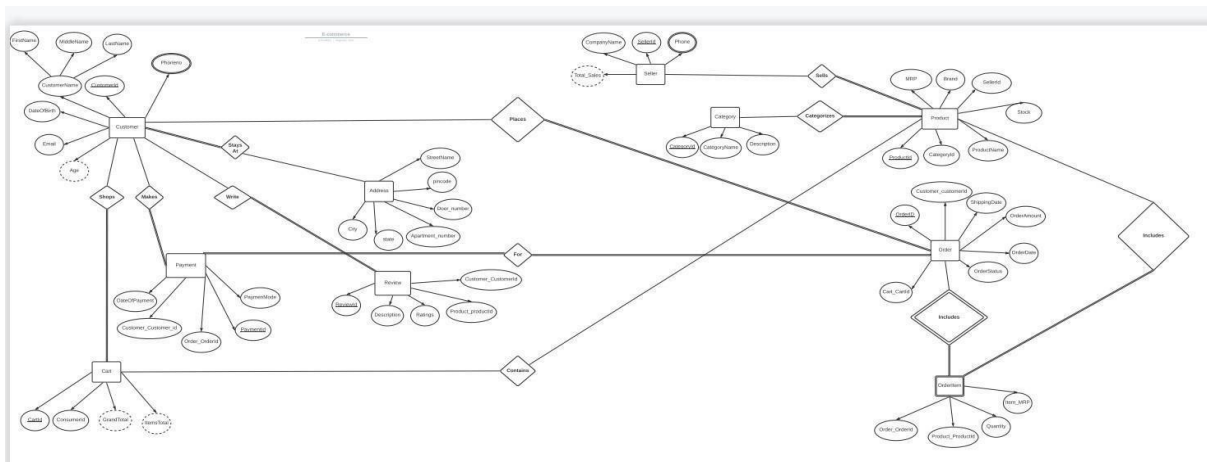 E-commerce
FirstName
MiddleName
LastName
CustomerName
CustomerId
PhoneNo
DateOfBirth
Customer
Email
Age
Shops
Makes
Write
Stays
At
Places
CompanyName
SellerId
Phone
Total_Sales
Seller
Sells
MRP
Brand
SellerId
Stock
Category
Categorizes
Product
CategoryId
CategoryName
Description
ProductId
CategoryId
ProductName
Address
StreetName
pincode
Door_number
Apartment_number
state
City
Customer_customerId
ShippingDate
OrderID
OrderAmount
Order
OrderDate
OrderStatus
Cart_CartId
Includes
For
Payment
DateOfPayment
Customer_Customer_id
Order_OrderId
PaymentId
PaymentMode
Review
ReviewId
Description
Ratings
Product_productId
Customer_CustomerId
Includes
Cart
Contains
CartId
ConsumerId
GrandTotal
ItemsTotal
OrderItem
Order_OrderId
Product_ProductId
Quantity
Item_MRP